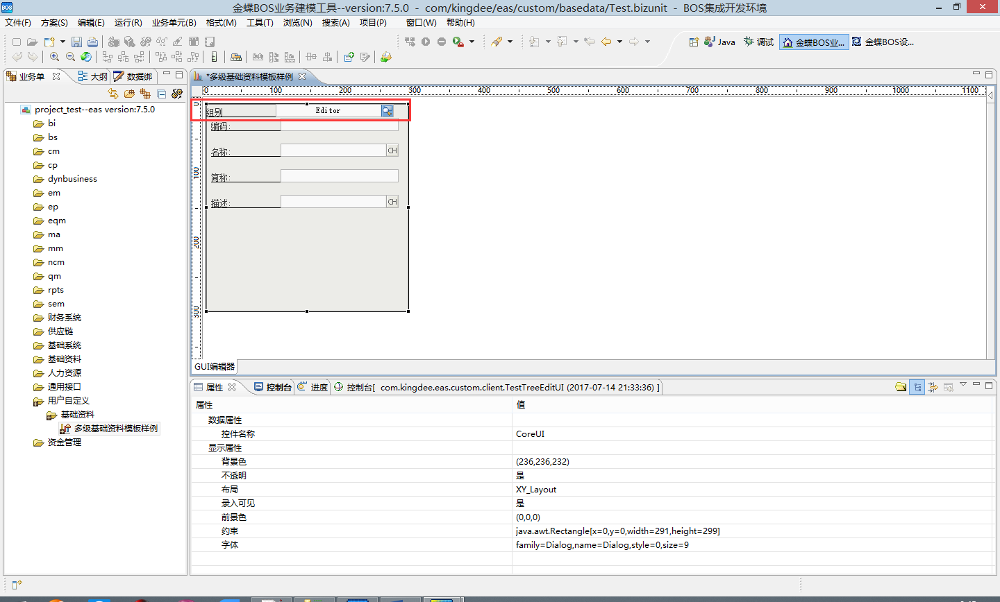 BOS
金蝶BOS业务建模工具--version:7.5.0 - com/kingdee/eas/custom/basedata/Test.bizunit - BOS集成开发环境
文件(F) 方案(S) 编辑(E) 运行(R) 业务单元(B) 格式(M) 工具(T) 浏览(N) 搜索(A) 项目(P) 窗口(W) 帮助(H)
Java 调试 金蝶BOS业... 金蝶BOS设...
业务单 大纲 数据绑
*多级基础资料模板样例
0 100 200 300 400 500 600 700 800 900 1000 1100
0
100
200
300
project_test--eas version:7.5.0
bi
bs
cm
cp
dynbusiness
em
ep
eqm
ma
mm
ncm
qm
rpts
sem
财务系统
供应链
基础系统
基础资料
人力资源
通用接口
用户自定义
基础资料
多级基础资料模板样例
资金管理
组别 Editor
编码:
名称: CH
简称:
描述: CH
GUI编辑器
属性 控制台 进度 控制台[ com.kingdee.eas.custom.client.TestTreeEditUI (2017-07-14 21:33:36) ]
属性 值
数据属性
控件名称 CoreUI
显示属性
背景色 (236,236,232)
不透明 是
布局 XY_Layout
录入可见 是
前景色 (0,0,0)
约束 java.awt.Rectangle[x=0,y=0,width=291,height=299]
字体 family=Dialog,name=Dialog,style=0,size=9